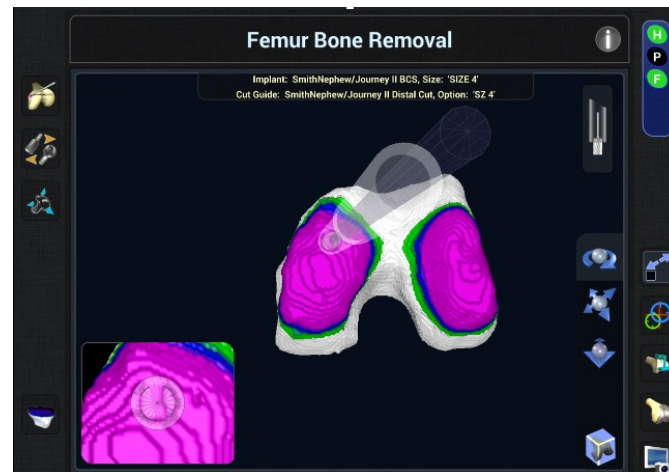 Femur Bone Removal
i
H
P
F
Implant: SmithNephew/Journey II BCS, Size: 'SIZE 4'
Cut Guide: SmithNephew/Journey II Distal Cut, Option: 'SZ 4'